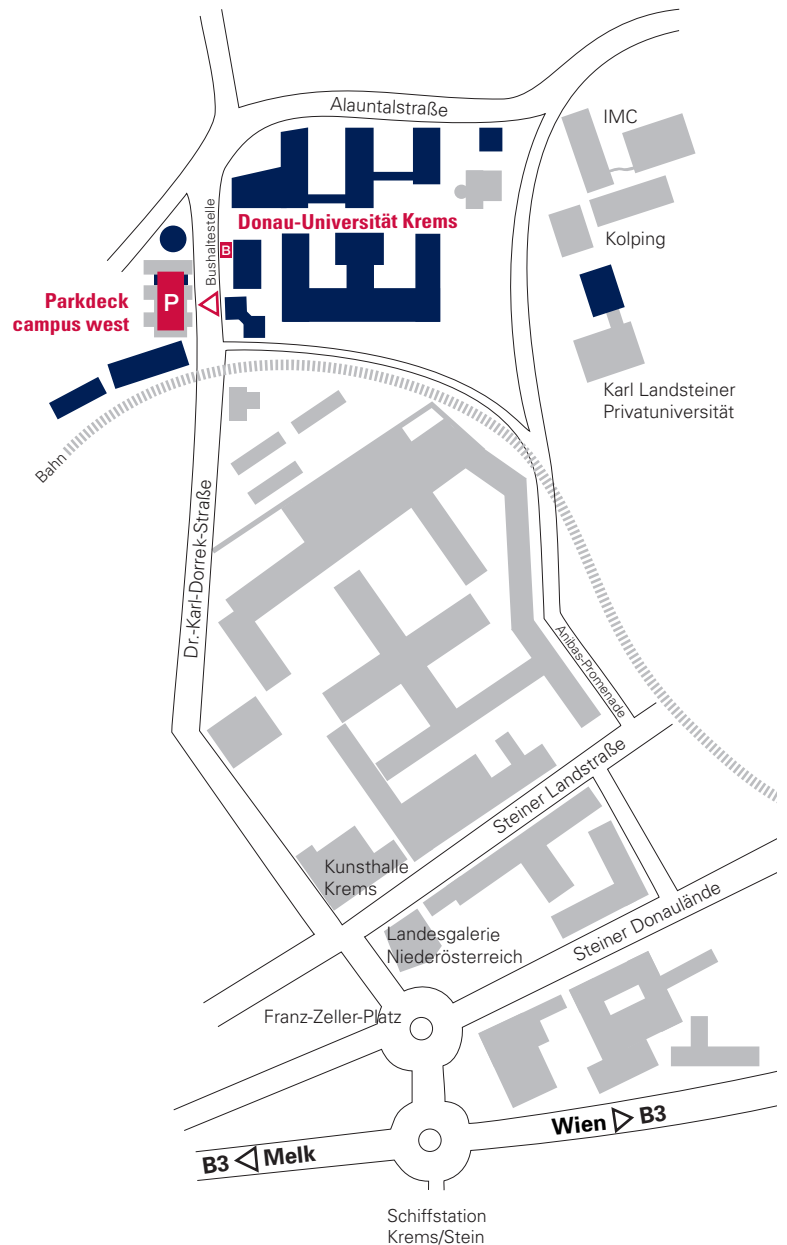 Alauntalstraße
IMC
Donau-Universität Krems
Bushaltestelle
B
Kolping
Parkdeck
campus west
P
Karl Landsteiner
Privatuniversität
Bahn
Dr.-Karl-Dorrek-Straße
Anibas-Promenade
Steiner Landstraße
Kunsthalle
Krems
Landesgalerie
Niederösterreich
Steiner Donaulände
Franz-Zeller-Platz
Wien B3
B3 Melk
Schiffstation
Krems/Stein